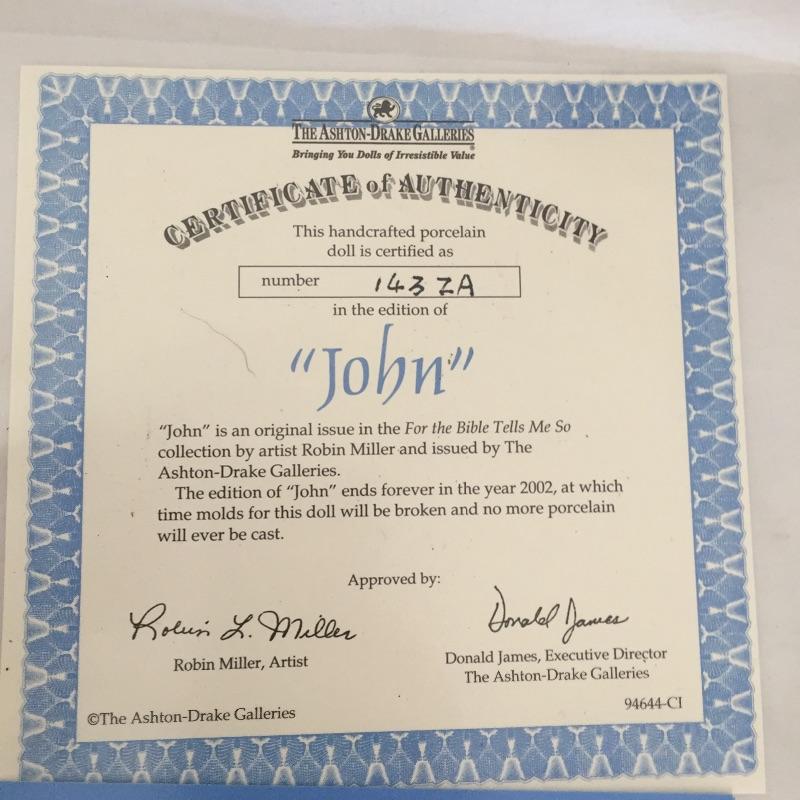 THE ASHTON-DRAKE GALLERIES®
Bringing You Dolls of Irresistible Value
CERTIFICATE of AUTHENTICITY
This handcrafted porcelain
doll is certified as
number 143 ZA
in the edition of
“John”
“John” is an original issue in the For the Bible Tells Me So
collection by artist Robin Miller and issued by The
Ashton-Drake Galleries.
The edition of “John” ends forever in the year 2002, at which
time molds for this doll will be broken and no more porcelain
will ever be cast.
Approved by:
Robin L. Miller
Donald James
Robin Miller, Artist
Donald James, Executive Director
The Ashton-Drake Galleries
94644-CI
©The Ashton-Drake Galleries